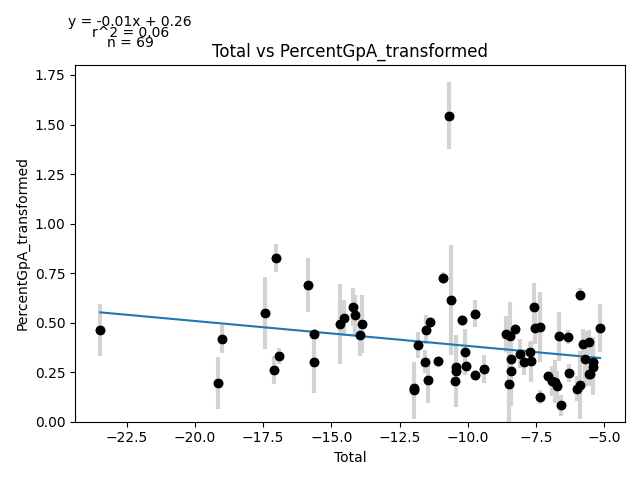 y = -0.01x + 0.26
r^2 = 0.06
n = 69
Total vs PercentGpA_transformed
PercentGpA_transformed
1.75
1.50
1.25
1.00
0.75
0.50
0.25
0.00
−22.5 −20.0 −17.5 −15.0 −12.5 −10.0 −7.5 −5.0
Total